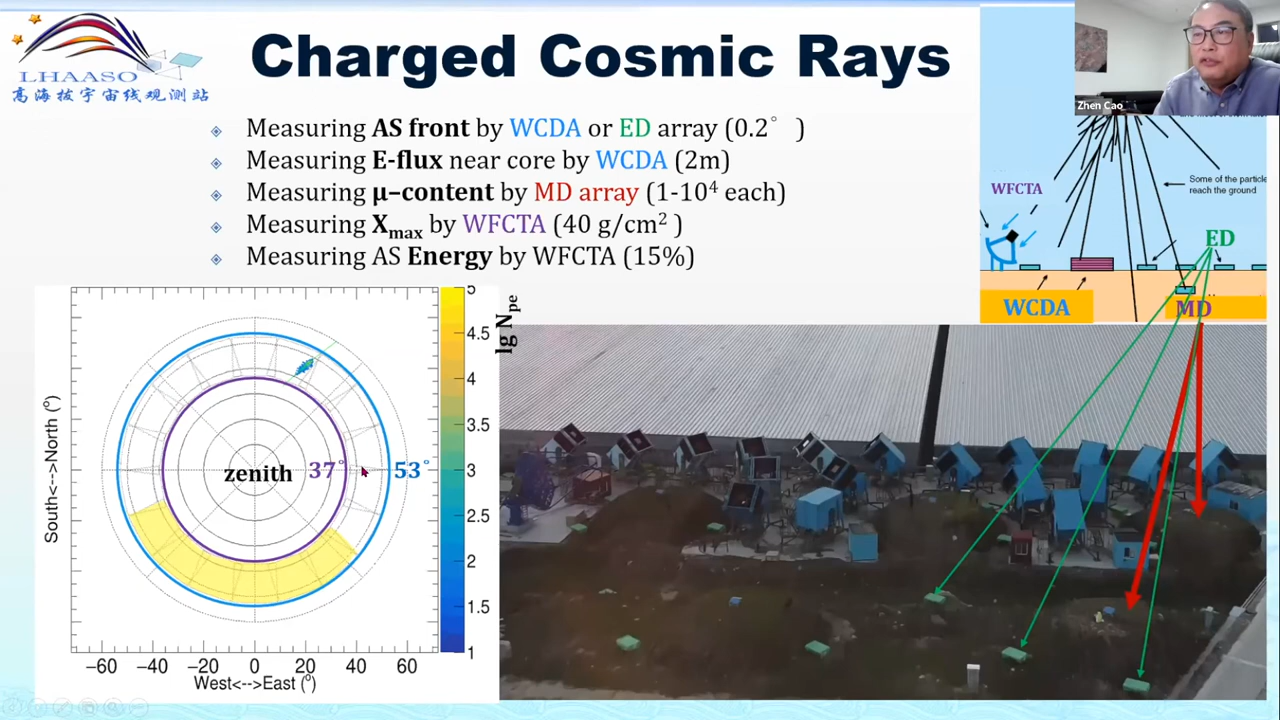 LHAASO
高海拔宇宙线观测站
Charged Cosmic Rays
Measuring AS front by WCDA or ED array (0.2° )
Measuring E-flux near core by WCDA (2m)
Measuring μ–content by MD array (1-10⁴ each)
Measuring Xmax by WFCTA (40 g/cm² )
Measuring AS Energy by WFCTA (15%)
Zhen Cao
WFCTA
Some of the particle
reach the ground
ED
WCDA
MD
South<-->North (°)
zenith 37° 53°
−60 −40 −20 0 20 40 60
West<-->East (°)
5
4.5
4
3.5
3
2.5
2
1.5
1
lg Npe